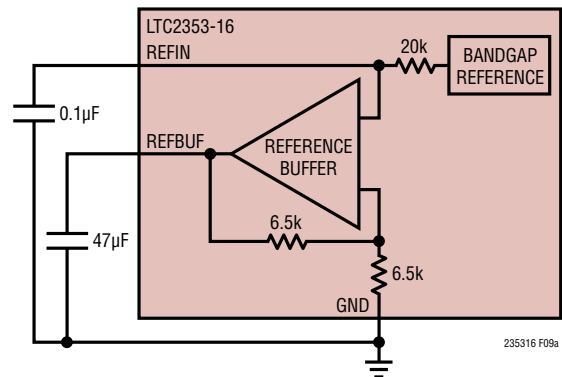 LTC2353-16
REFIN
20k
BANDGAP
REFERENCE
0.1µF
REFBUF
REFERENCE
BUFFER
6.5k
47µF
6.5k
GND
235316 F09a